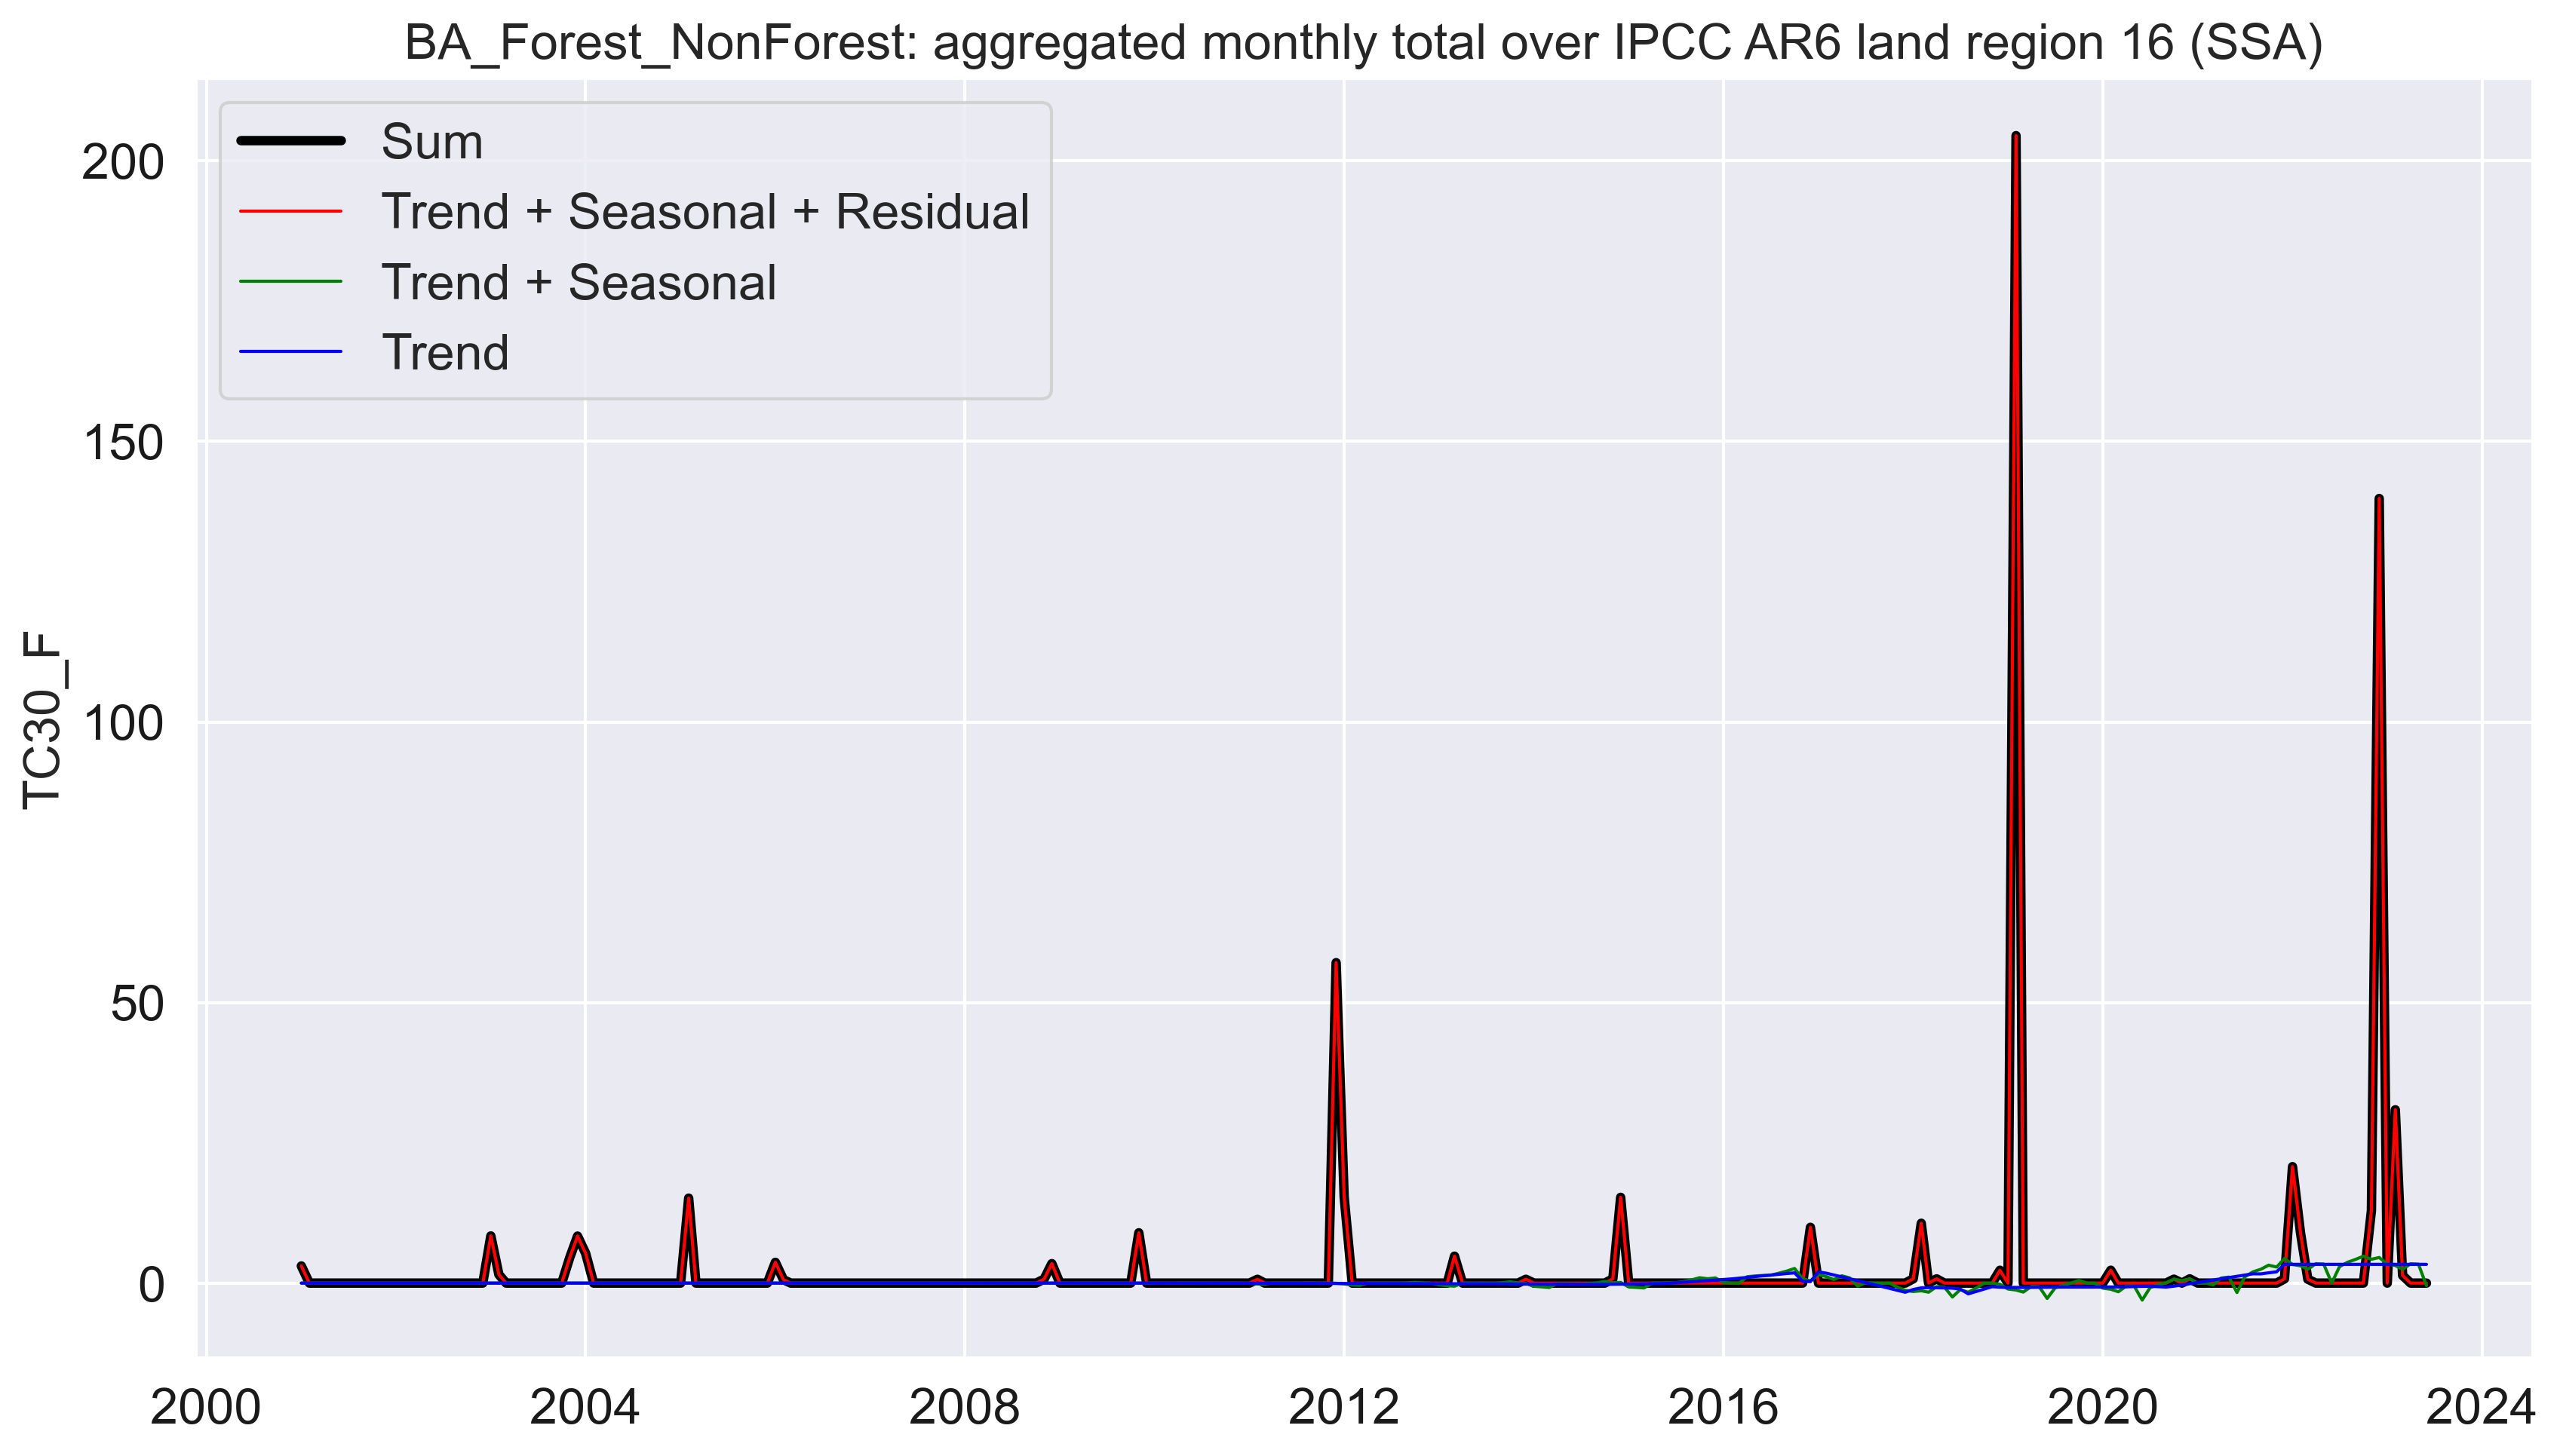 BA_Forest_NonForest: aggregated monthly total over IPCC AR6 land region 16 (SSA)
Sum
Trend + Seasonal + Residual
Trend + Seasonal
Trend
TC30_F
200
150
100
50
0
2000 2004 2008 2012 2016 2020 2024